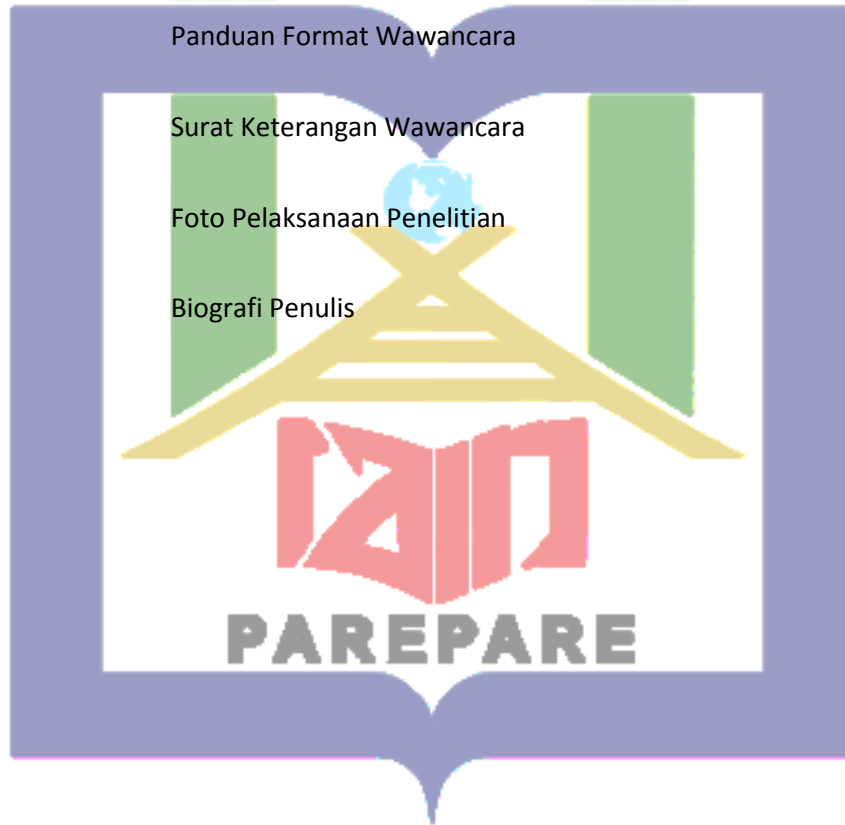 Panduan Format Wawancara
Surat Keterangan Wawancara
Foto Pelaksanaan Penelitian
Biografi Penulis
iain
PAREPARE